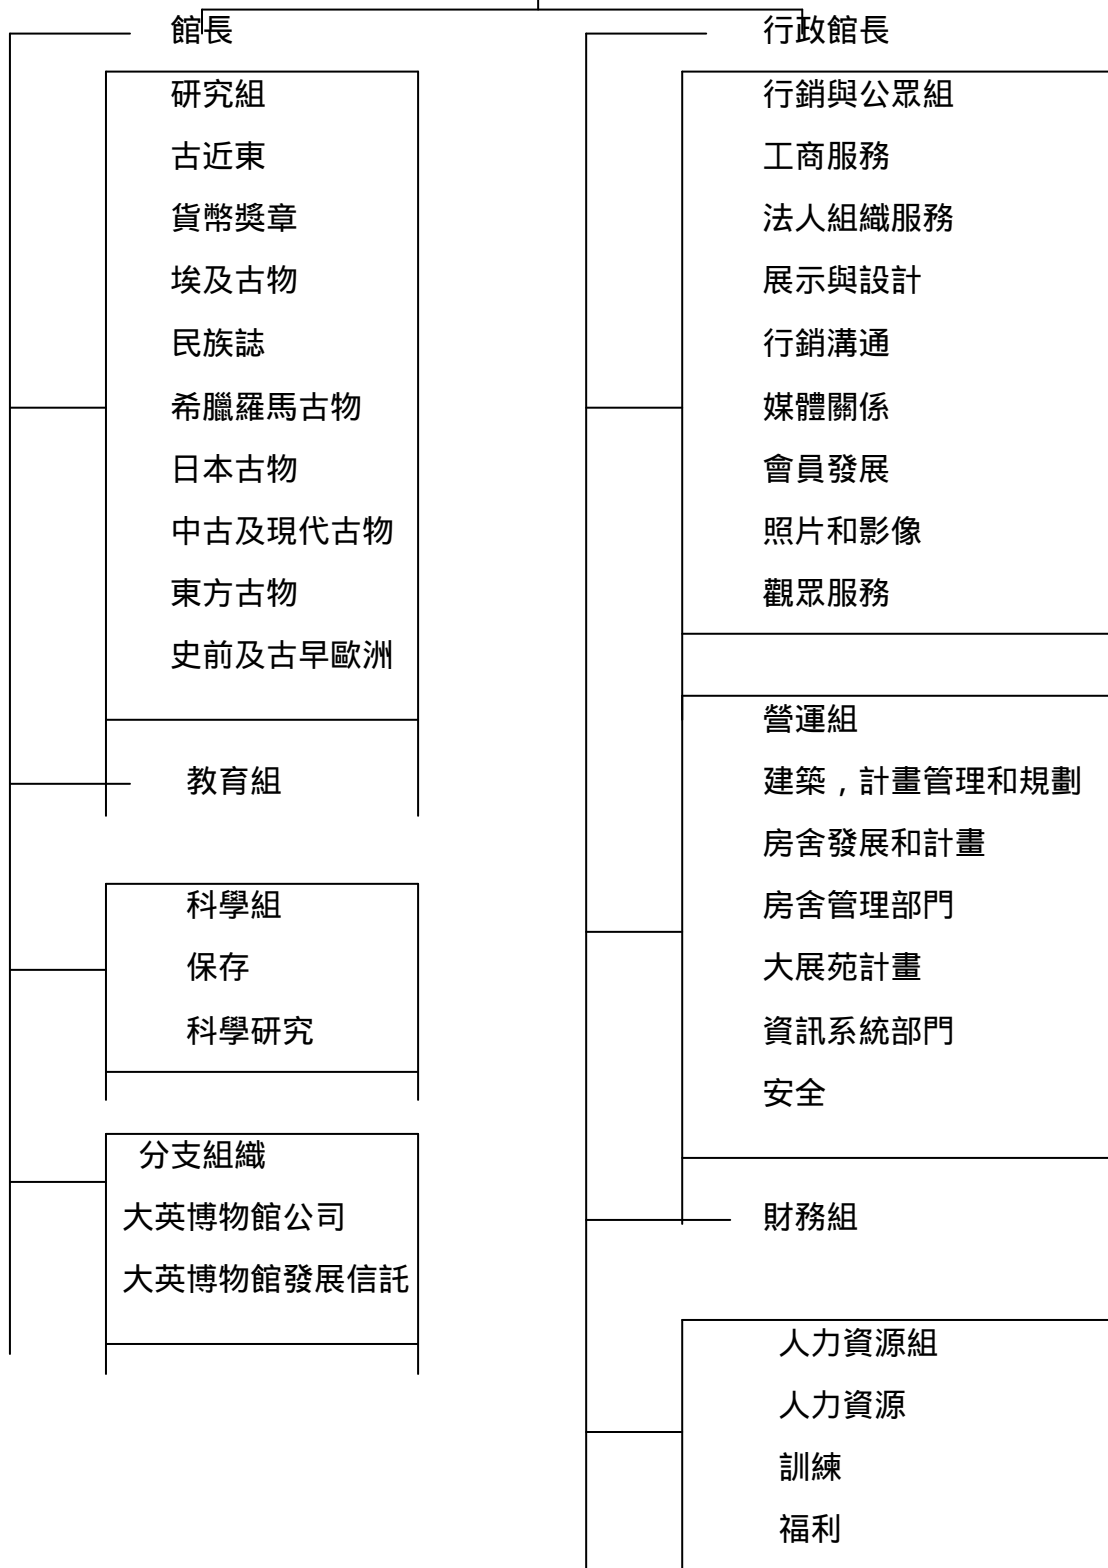 館長
研究組
古近東
貨幣獎章
埃及古物
民族誌
希臘羅馬古物
日本古物
中古及現代古物
東方古物
史前及古早歐洲
教育組
科學組
保存
科學研究
分支組織
大英博物館公司
大英博物館發展信託
行政館長
行銷與公眾組
工商服務
法人組織服務
展示與設計
行銷溝通
媒體關係
會員發展
照片和影像
觀眾服務
營運組
建築，計畫管理和規劃
房舍發展和計畫
房舍管理部門
大展苑計畫
資訊系統部門
安全
財務組
人力資源組
人力資源
訓練
福利